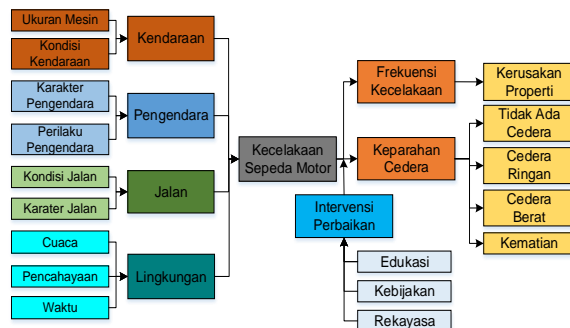 Ukuran Mesin
Kondisi
Kendaraan
Kendaraan
Karakter
Pengendara
Perilaku
Pengendara
Pengendara
Kondisi Jalan
Karater Jalan
Jalan
Cuaca
Pencahayaan
Waktu
Lingkungan
Kecelakaan
Sepeda Motor
Frekuensi
Kecelakaan
Keparahan
Cedera
Intervensi
Perbaikan
Edukasi
Kebijakan
Rekayasa
Kerusakan
Properti
Tidak Ada
Cedera
Cedera
Ringan
Cedera
Berat
Kematian